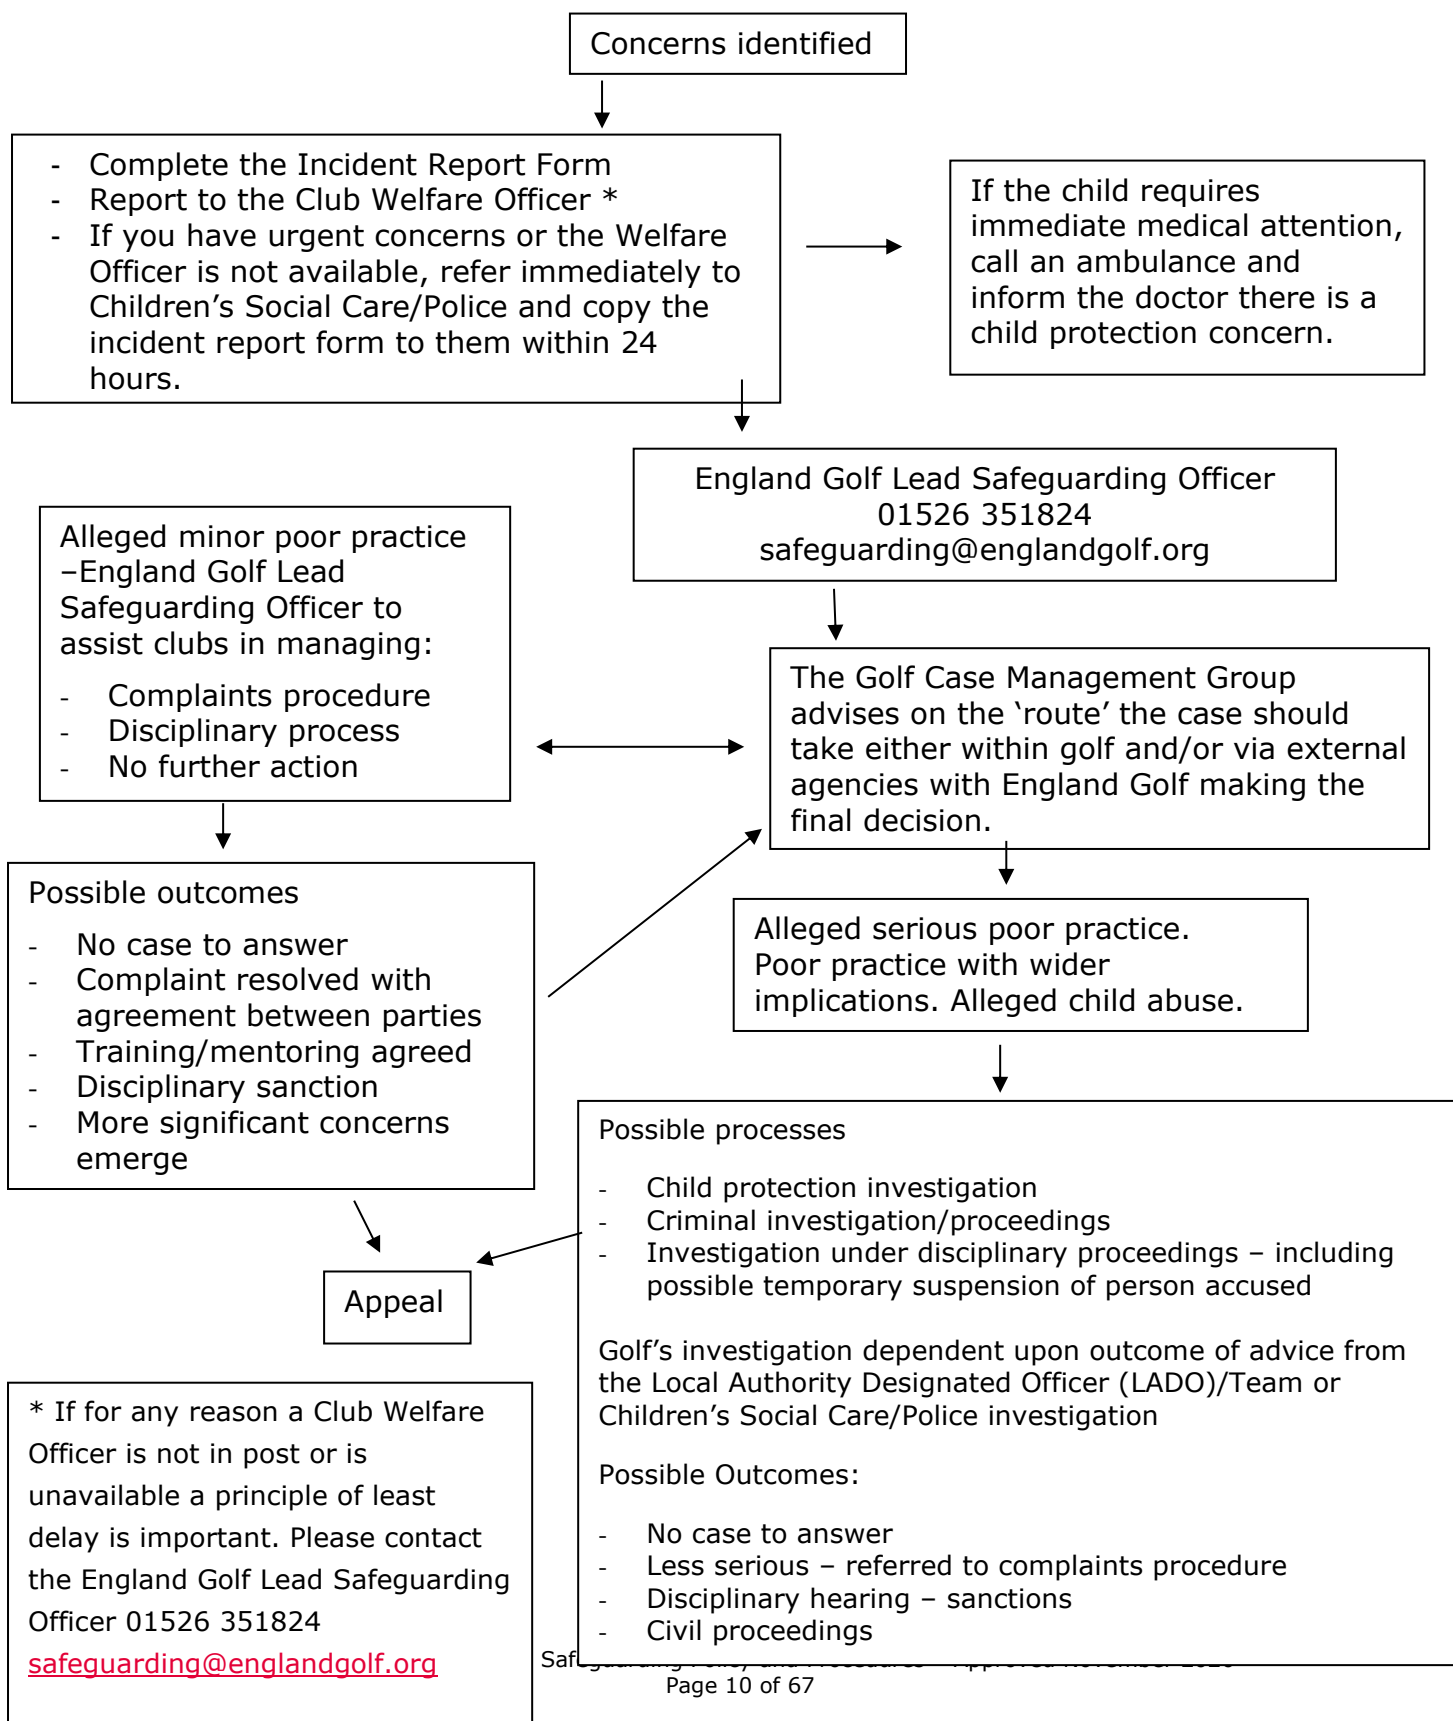 Concerns identified
- Complete the Incident Report Form
- Report to the Club Welfare Officer *
- If you have urgent concerns or the Welfare
Officer is not available, refer immediately to
Children’s Social Care/Police and copy the
incident report form to them within 24
hours.
If the child requires
immediate medical attention,
call an ambulance and
inform the doctor there is a
child protection concern.
England Golf Lead Safeguarding Officer
01526 351824
safeguarding@englandgolf.org
Alleged minor poor practice
–England Golf Lead
Safeguarding Officer to
assist clubs in managing:
- Complaints procedure
- Disciplinary process
- No further action
The Golf Case Management Group
advises on the ‘route’ the case should
take either within golf and/or via external
agencies with England Golf making the
final decision.
Possible outcomes
- No case to answer
- Complaint resolved with
agreement between parties
- Training/mentoring agreed
- Disciplinary sanction
- More significant concerns
emerge
Alleged serious poor practice.
Poor practice with wider
implications. Alleged child abuse.
Possible processes
- Child protection investigation
- Criminal investigation/proceedings
- Investigation under disciplinary proceedings – including
possible temporary suspension of person accused
Golf’s investigation dependent upon outcome of advice from
the Local Authority Designated Officer (LADO)/Team or
Children’s Social Care/Police investigation
Possible Outcomes:
- No case to answer
- Less serious – referred to complaints procedure
- Disciplinary hearing – sanctions
- Civil proceedings
Appeal
* If for any reason a Club Welfare
Officer is not in post or is
unavailable a principle of least
delay is important. Please contact
the England Golf Lead Safeguarding
Officer 01526 351824
safeguarding@englandgolf.org
Safeguarding Policy and Procedures – Approved November
Page 10 of 67